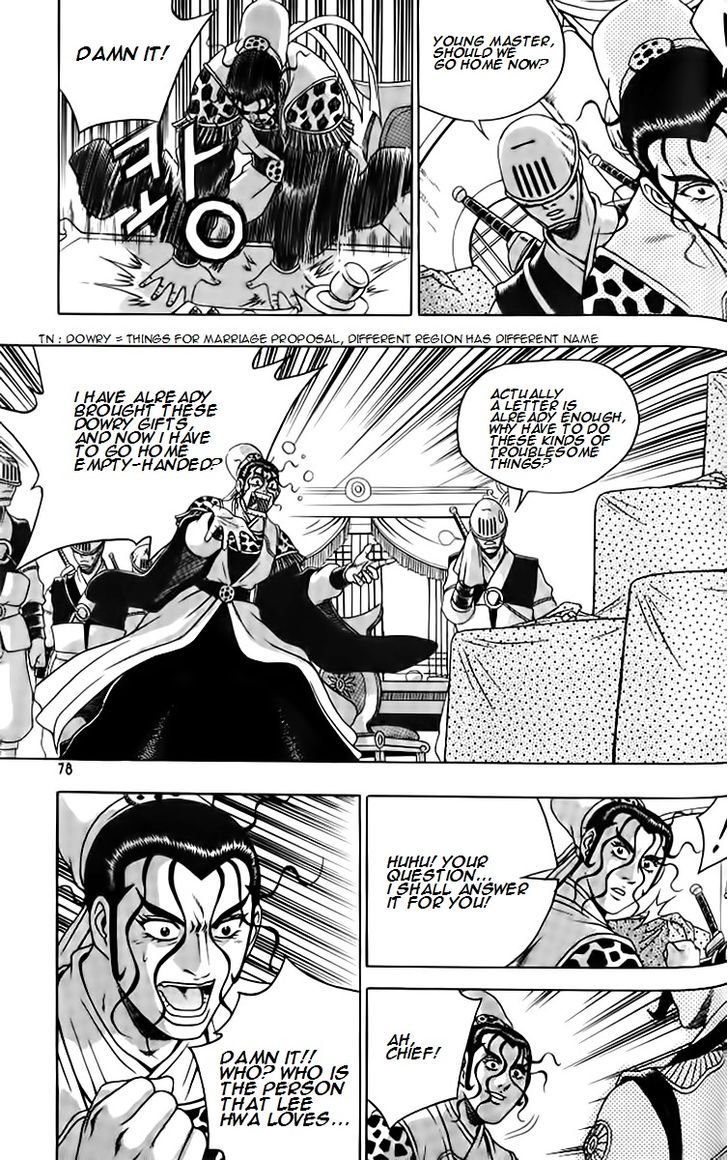 DAMN IT!
YOUNG MASTER,
SHOULD WE
GO HOME NOW?
쾅
TN : DOWRY = THINGS FOR MARRIAGE PROPOSAL, DIFFERENT REGION HAS DIFFERENT NAME
I HAVE ALREADY
BROUGHT THESE
DOWRY GIFTS,
AND NOW I HAVE
TO GO HOME
EMPTY-HANDED?
ACTUALLY
A LETTER IS
ALREADY ENOUGH,
WHY HAVE TO DO
THESE KINDS OF
TROUBLESOME
THINGS?
78
DAMN IT!!
WHO? WHO IS
THE PERSON
THAT LEE
HWA LOVES...
HUHU! YOUR
QUESTION...
I SHALL ANSWER
IT FOR YOU!
!
AH,
CHIEF!